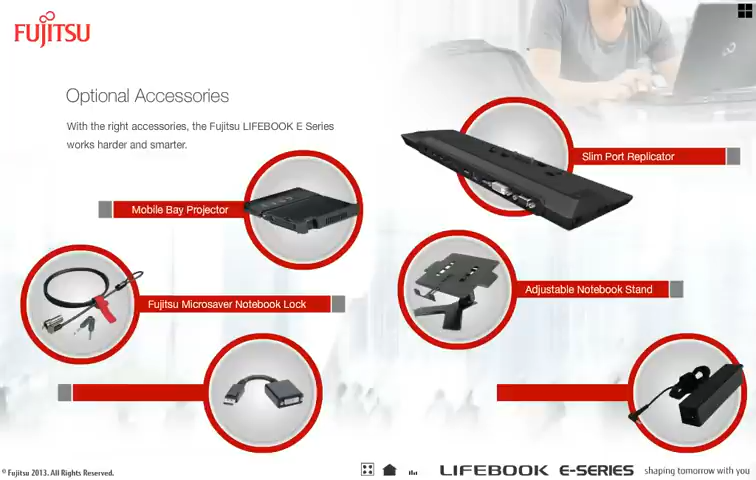 FUJITSU
Optional Accessories
With the right accessories, the Fujitsu LIFEBOOK E Series
works harder and smarter.
Slim Port Replicator
Mobile Bay Projector
Adjustable Notebook Stand
Fujitsu Microsaver Notebook Lock
© Fujitsu 2013. All Rights Reserved.
LIFEBOOK E-SERIES
shaping tomorrow with you